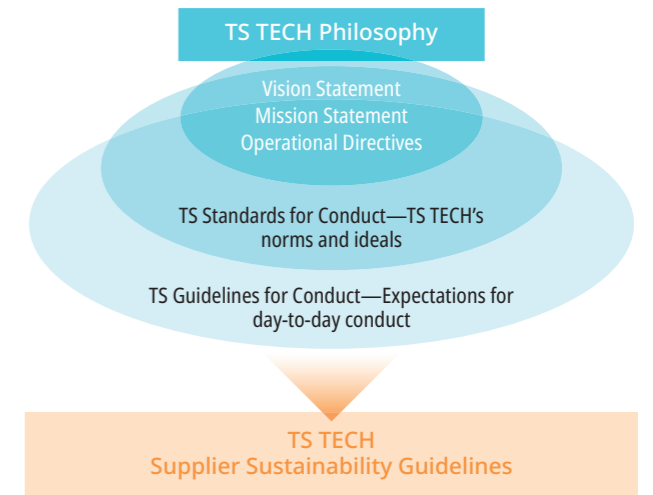 TS TECH Philosophy
Vision Statement
Mission Statement
Operational Directives
TS Standards for Conduct—TS TECH's
norms and ideals
TS Guidelines for Conduct—Expectations for
day-to-day conduct
TS TECH
Supplier Sustainability Guidelines